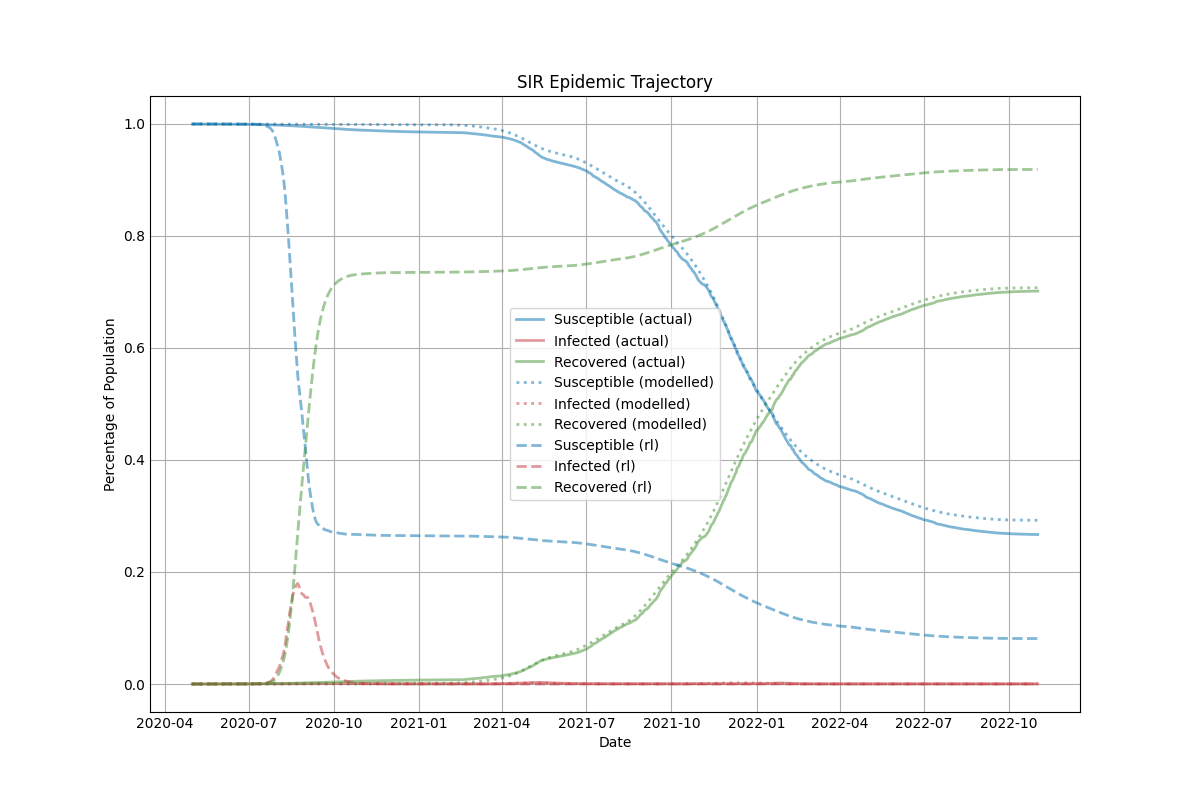 SIR Epidemic Trajectory
Percentage of Population
1.0
0.8
0.6
0.4
0.2
0.0
Susceptible (actual)
Infected (actual)
Recovered (actual)
Susceptible (modelled)
Infected (modelled)
Recovered (modelled)
Susceptible (rl)
Infected (rl)
Recovered (rl)
2020-04 2020-07 2020-10 2021-01 2021-04 2021-07 2021-10 2022-01 2022-04 2022-07 2022-10
Date